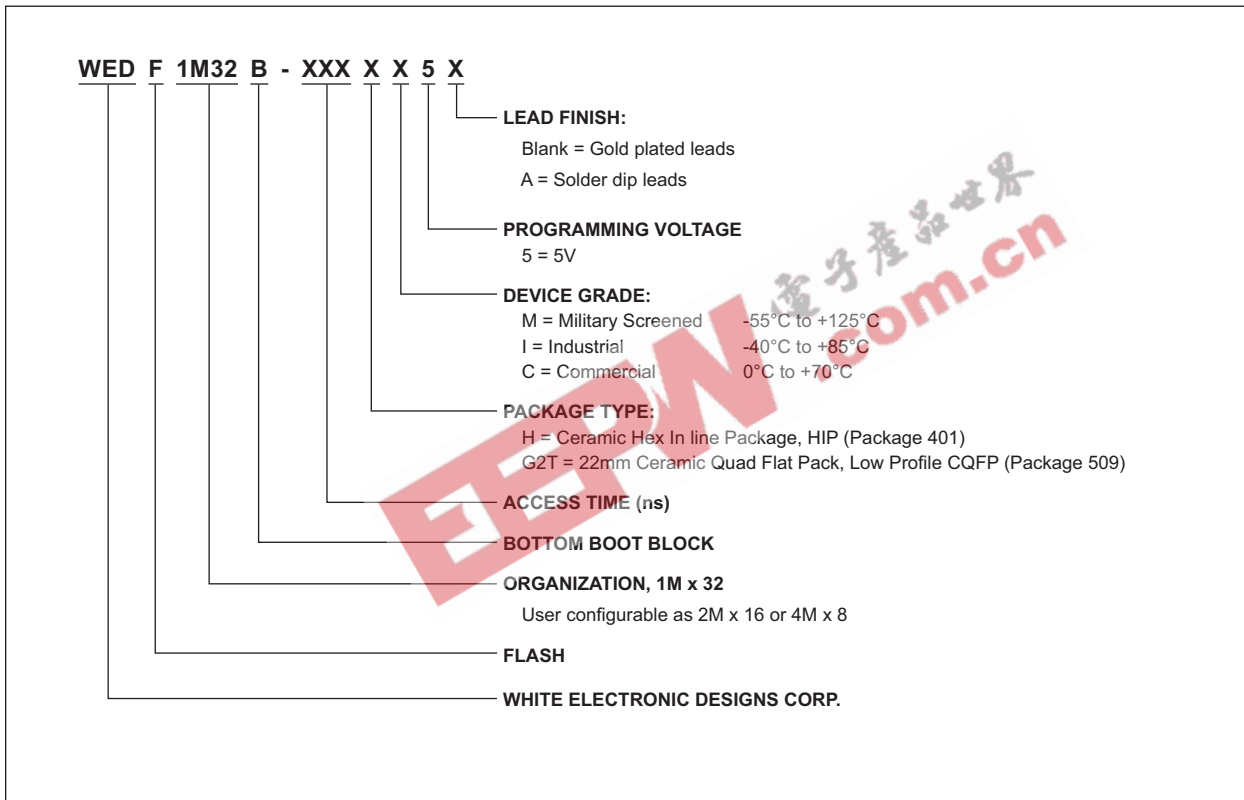 WED F 1M32 B - XXX X X 5 X
LEAD FINISH:
Blank = Gold plated leads
A = Solder dip leads
PROGRAMMING VOLTAGE
5 = 5V
DEVICE GRADE:
M = Military Screened -55°C to +125°C
I = Industrial -40°C to +85°C
C = Commercial 0°C to +70°C
PACKAGE TYPE:
H = Ceramic Hex In line Package, HIP (Package 401)
G2T = 22mm Ceramic Quad Flat Pack, Low Profile CQFP (Package 509)
ACCESS TIME (ns)
BOTTOM BOOT BLOCK
ORGANIZATION, 1M x 32
User configurable as 2M x 16 or 4M x 8
FLASH
WHITE ELECTRONIC DESIGNS CORP.
EEPW 電子產品世界
.com.cn